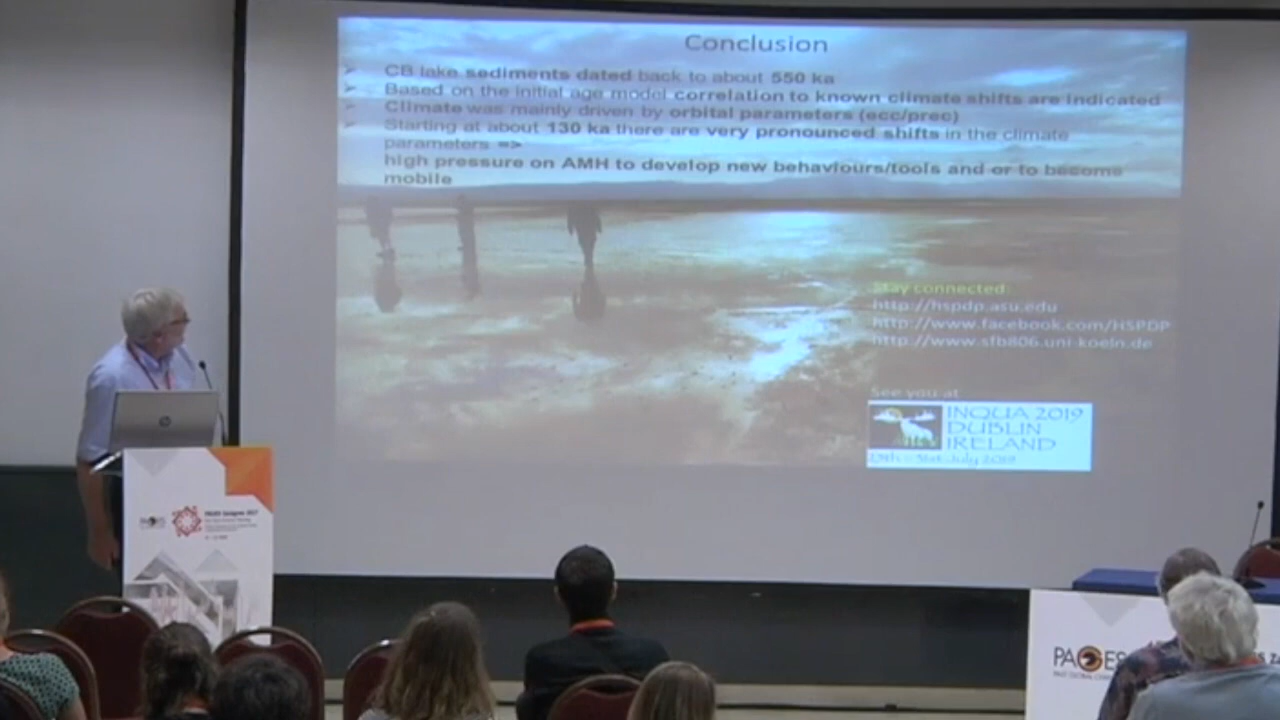 Conclusion
CB lake sediments dated back to about 550 ka
Based on the initial age model correlation to known climate shifts are indicated
Climate was mainly driven by orbital parameters (ecc/prec)
Starting at about 130 ka there are very pronounced shifts in the climate
parameters =>
high pressure on AMH to develop new behaviours/tools and or to become
mobile
Stay connected
http://hspdp.asu.edu
http://www.facebook.com/HSPDP
http://www.sfb806.uni-koeln.de
See you at
INQUA 2019
DUBLIN
IRELAND
July 2019
hp
PAGES
PAGES